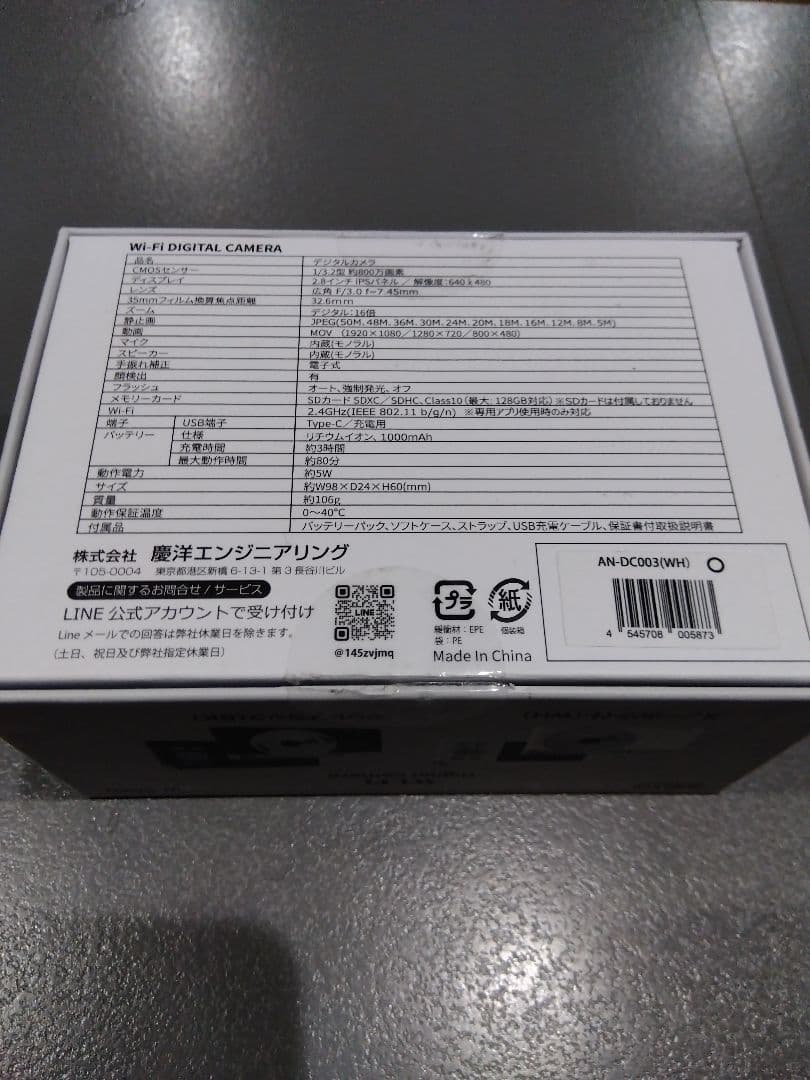 Wi-Fi DIGITAL CAMERA
品名 デジタルカメラ
CMOSセンサー 1/3.2型 約800万画素
ディスプレイ 2.8インチ IPSパネル / 解像度:640x480
レンズ 広角 F/3.0 f=7.45mm
35mmフィルム換算焦点距離 32.6mm
ズーム デジタル:16倍
静止画 JPEG(50M, 48M, 36M, 30M, 24M, 20M, 18M, 16M, 12M, 8M, 5M)
動画 MOV (1920×1080/1280×720/800×480)
マイク 内蔵(モノラル)
スピーカー 内蔵(モノラル)
手振れ補正 電子式
顔検出 有
フラッシュ オート、強制発光、オフ
メモリーカード SDカード SDXC/SDHC、Class10(最大:128GB対応)※SDカードは付属しておりません
Wi-Fi 2.4GHz(IEEE 802.11 b/g/n) ※専用アプリ使用時のみ対応
端子 USB端子 Type-C/充電用
バッテリー 仕様 リチウムイオン、1000mAh
充電時間 約3時間
最大動作時間 約80分
動作電力 約5W
サイズ 約W98×D24×H60(mm)
質量 約106g
動作保証温度 0〜40℃
付属品 バッテリーパック、ソフトケース、ストラップ、USB充電ケーブル、保証書付取扱説明書
株式会社 慶洋エンジニアリング
〒105-0004 東京都港区新橋 6-13-1 第3長谷川ビル
製品に関するお問合せ/サービス
LINE 公式アカウントで受け付け
Line メールでの回答は弊社休業日を除きます。
(土日、祝日及び弊社指定休業日)
LINE
@145zvjmq
プラ
緩衝材:EPE
袋:PE
紙
個装箱
Made In China
AN-DC003(WH)
4 545708 005873